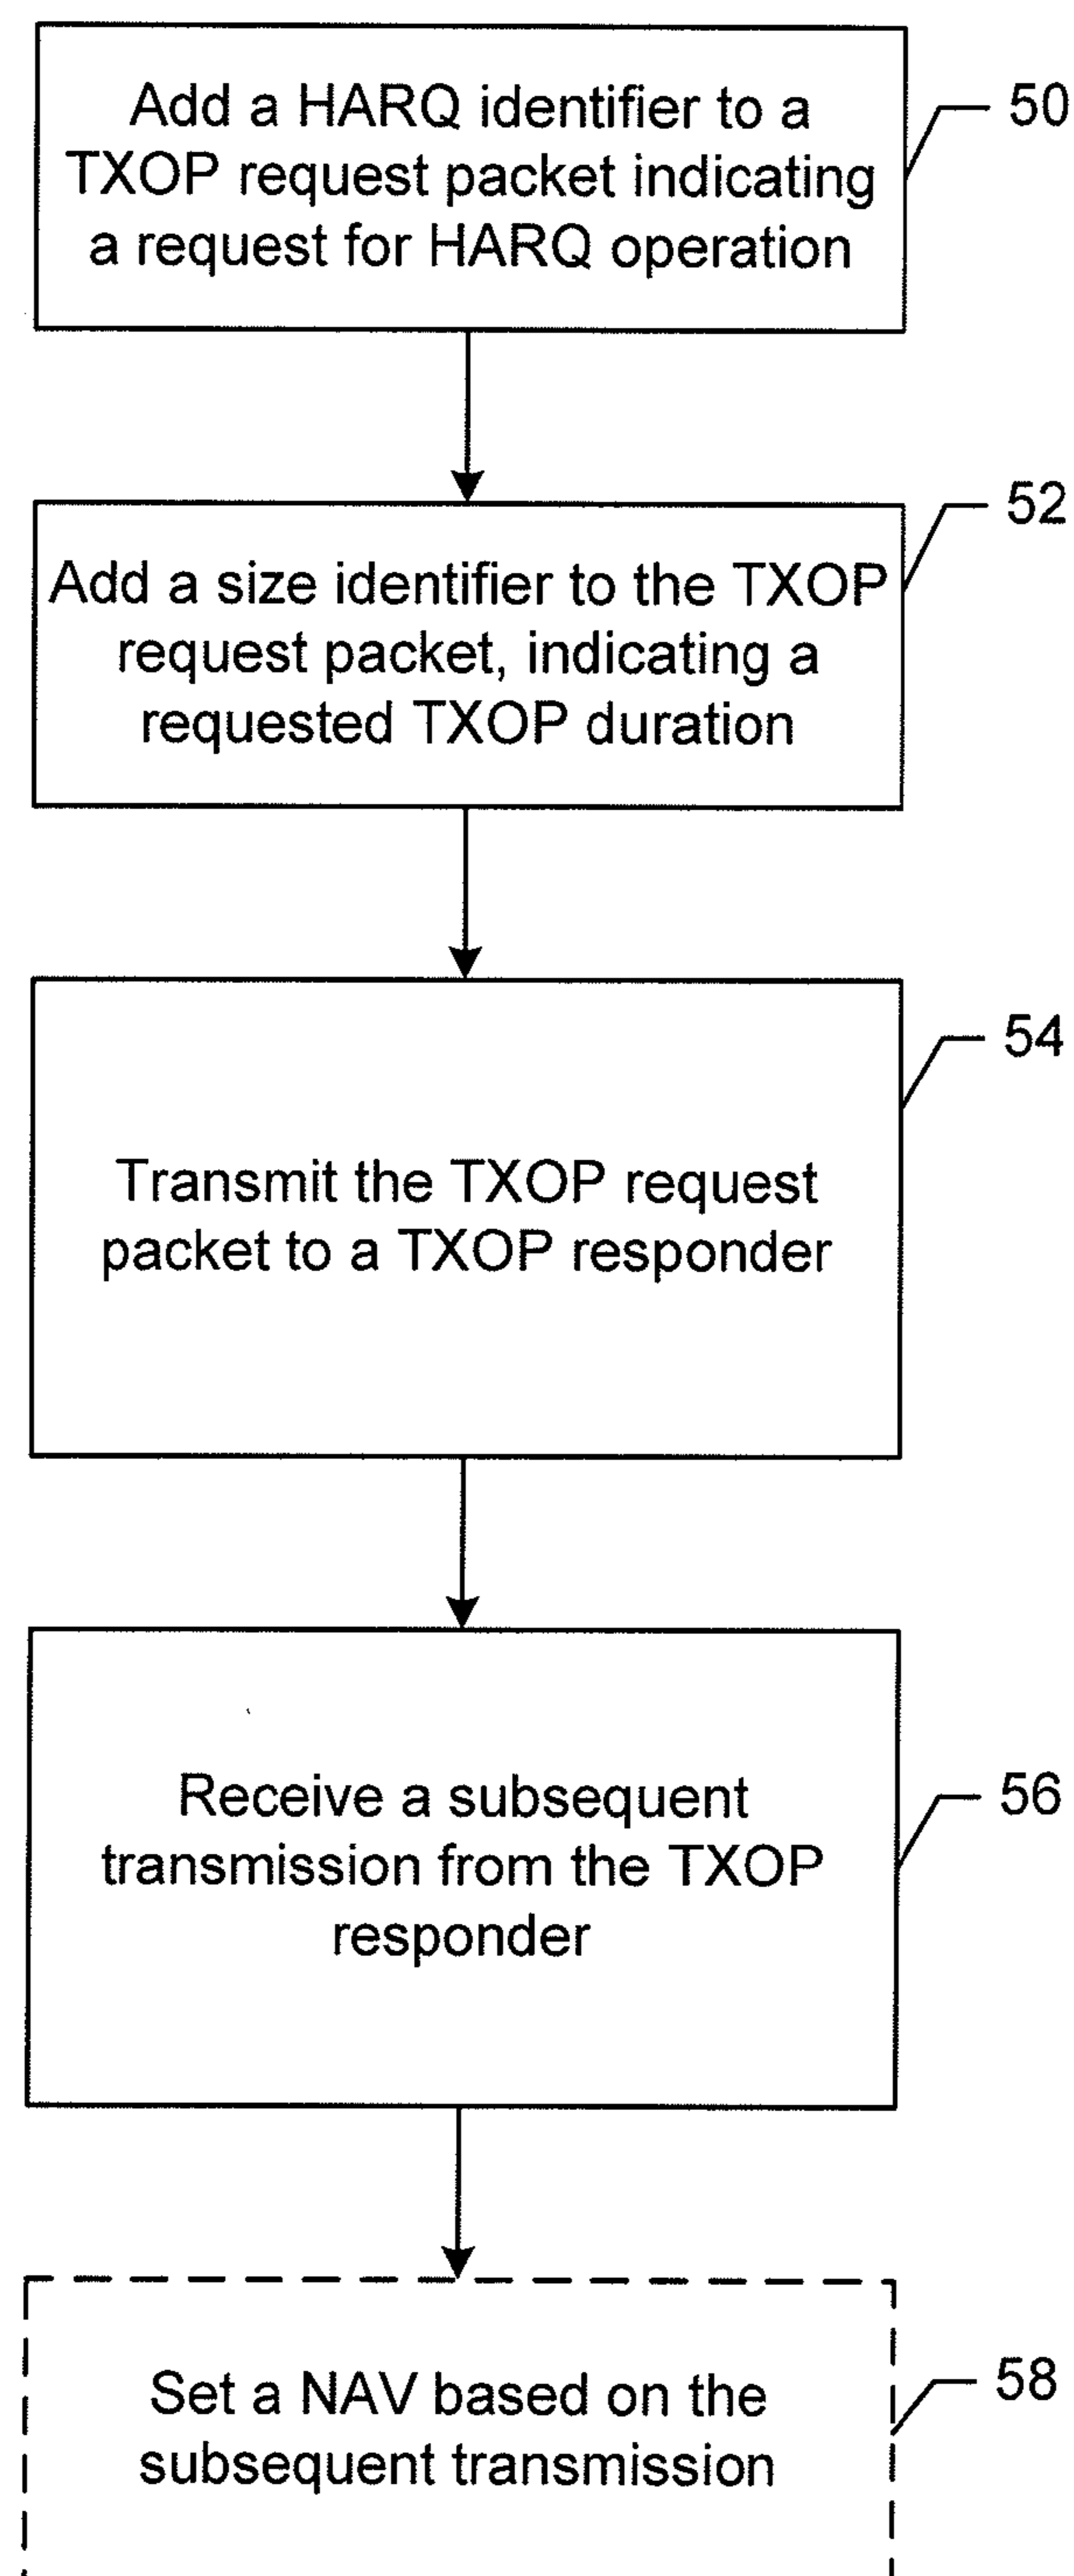 Add a HARQ identifier to a
TXOP request packet indicating
a request for HARQ operation
50
Add a size identifier to the TXOP
request packet, indicating a
requested TXOP duration
52
Transmit the TXOP request
packet to a TXOP responder
54
Receive a subsequent
transmission from the TXOP
responder
56
Set a NAV based on the
subsequent transmission
58